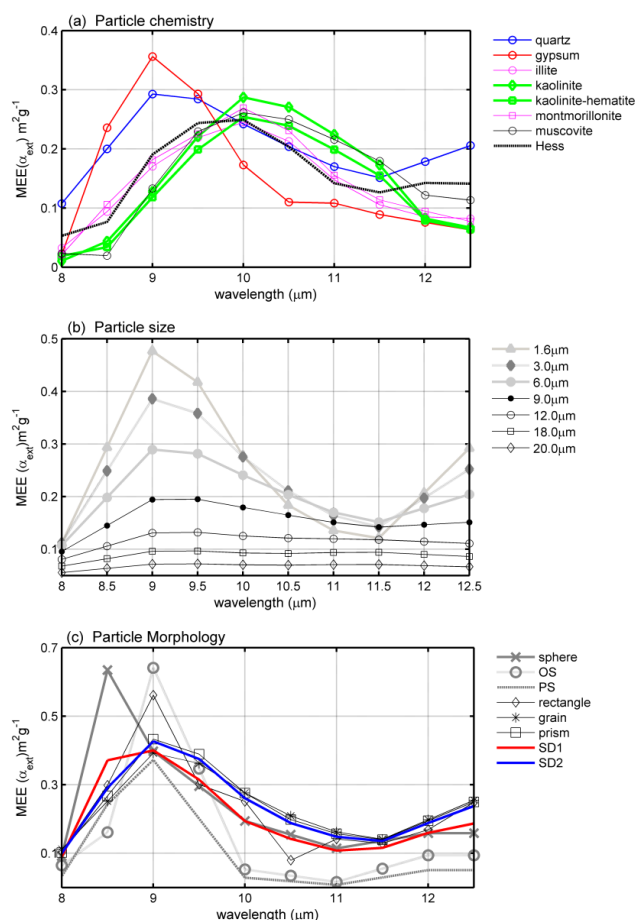 (a) Particle chemistry
MEE(α_ext) m²g⁻¹
0.4
0.3
0.2
0.1
0
8
9
10
11
12
wavelength (μm)
quartz
gypsum
illite
kaolinite
kaolinite-hematite
montmorillonite
muscovite
Hess
(b) Particle size
MEE (α_ext)m²g⁻¹
0.5
0.4
0.3
0.2
0.1
8
8.5
9
9.5
10
10.5
11
11.5
12
12.5
wavelength (μm)
1.6μm
3.0μm
6.0μm
9.0μm
12.0μm
18.0μm
20.0μm
(c) Particle Morphology
MEE (α_ext)m²g⁻¹
0.7
0.5
0.3
0.1
8
9
10
11
12
wavelength (μm)
sphere
OS
PS
rectangle
grain
prism
SD1
SD2